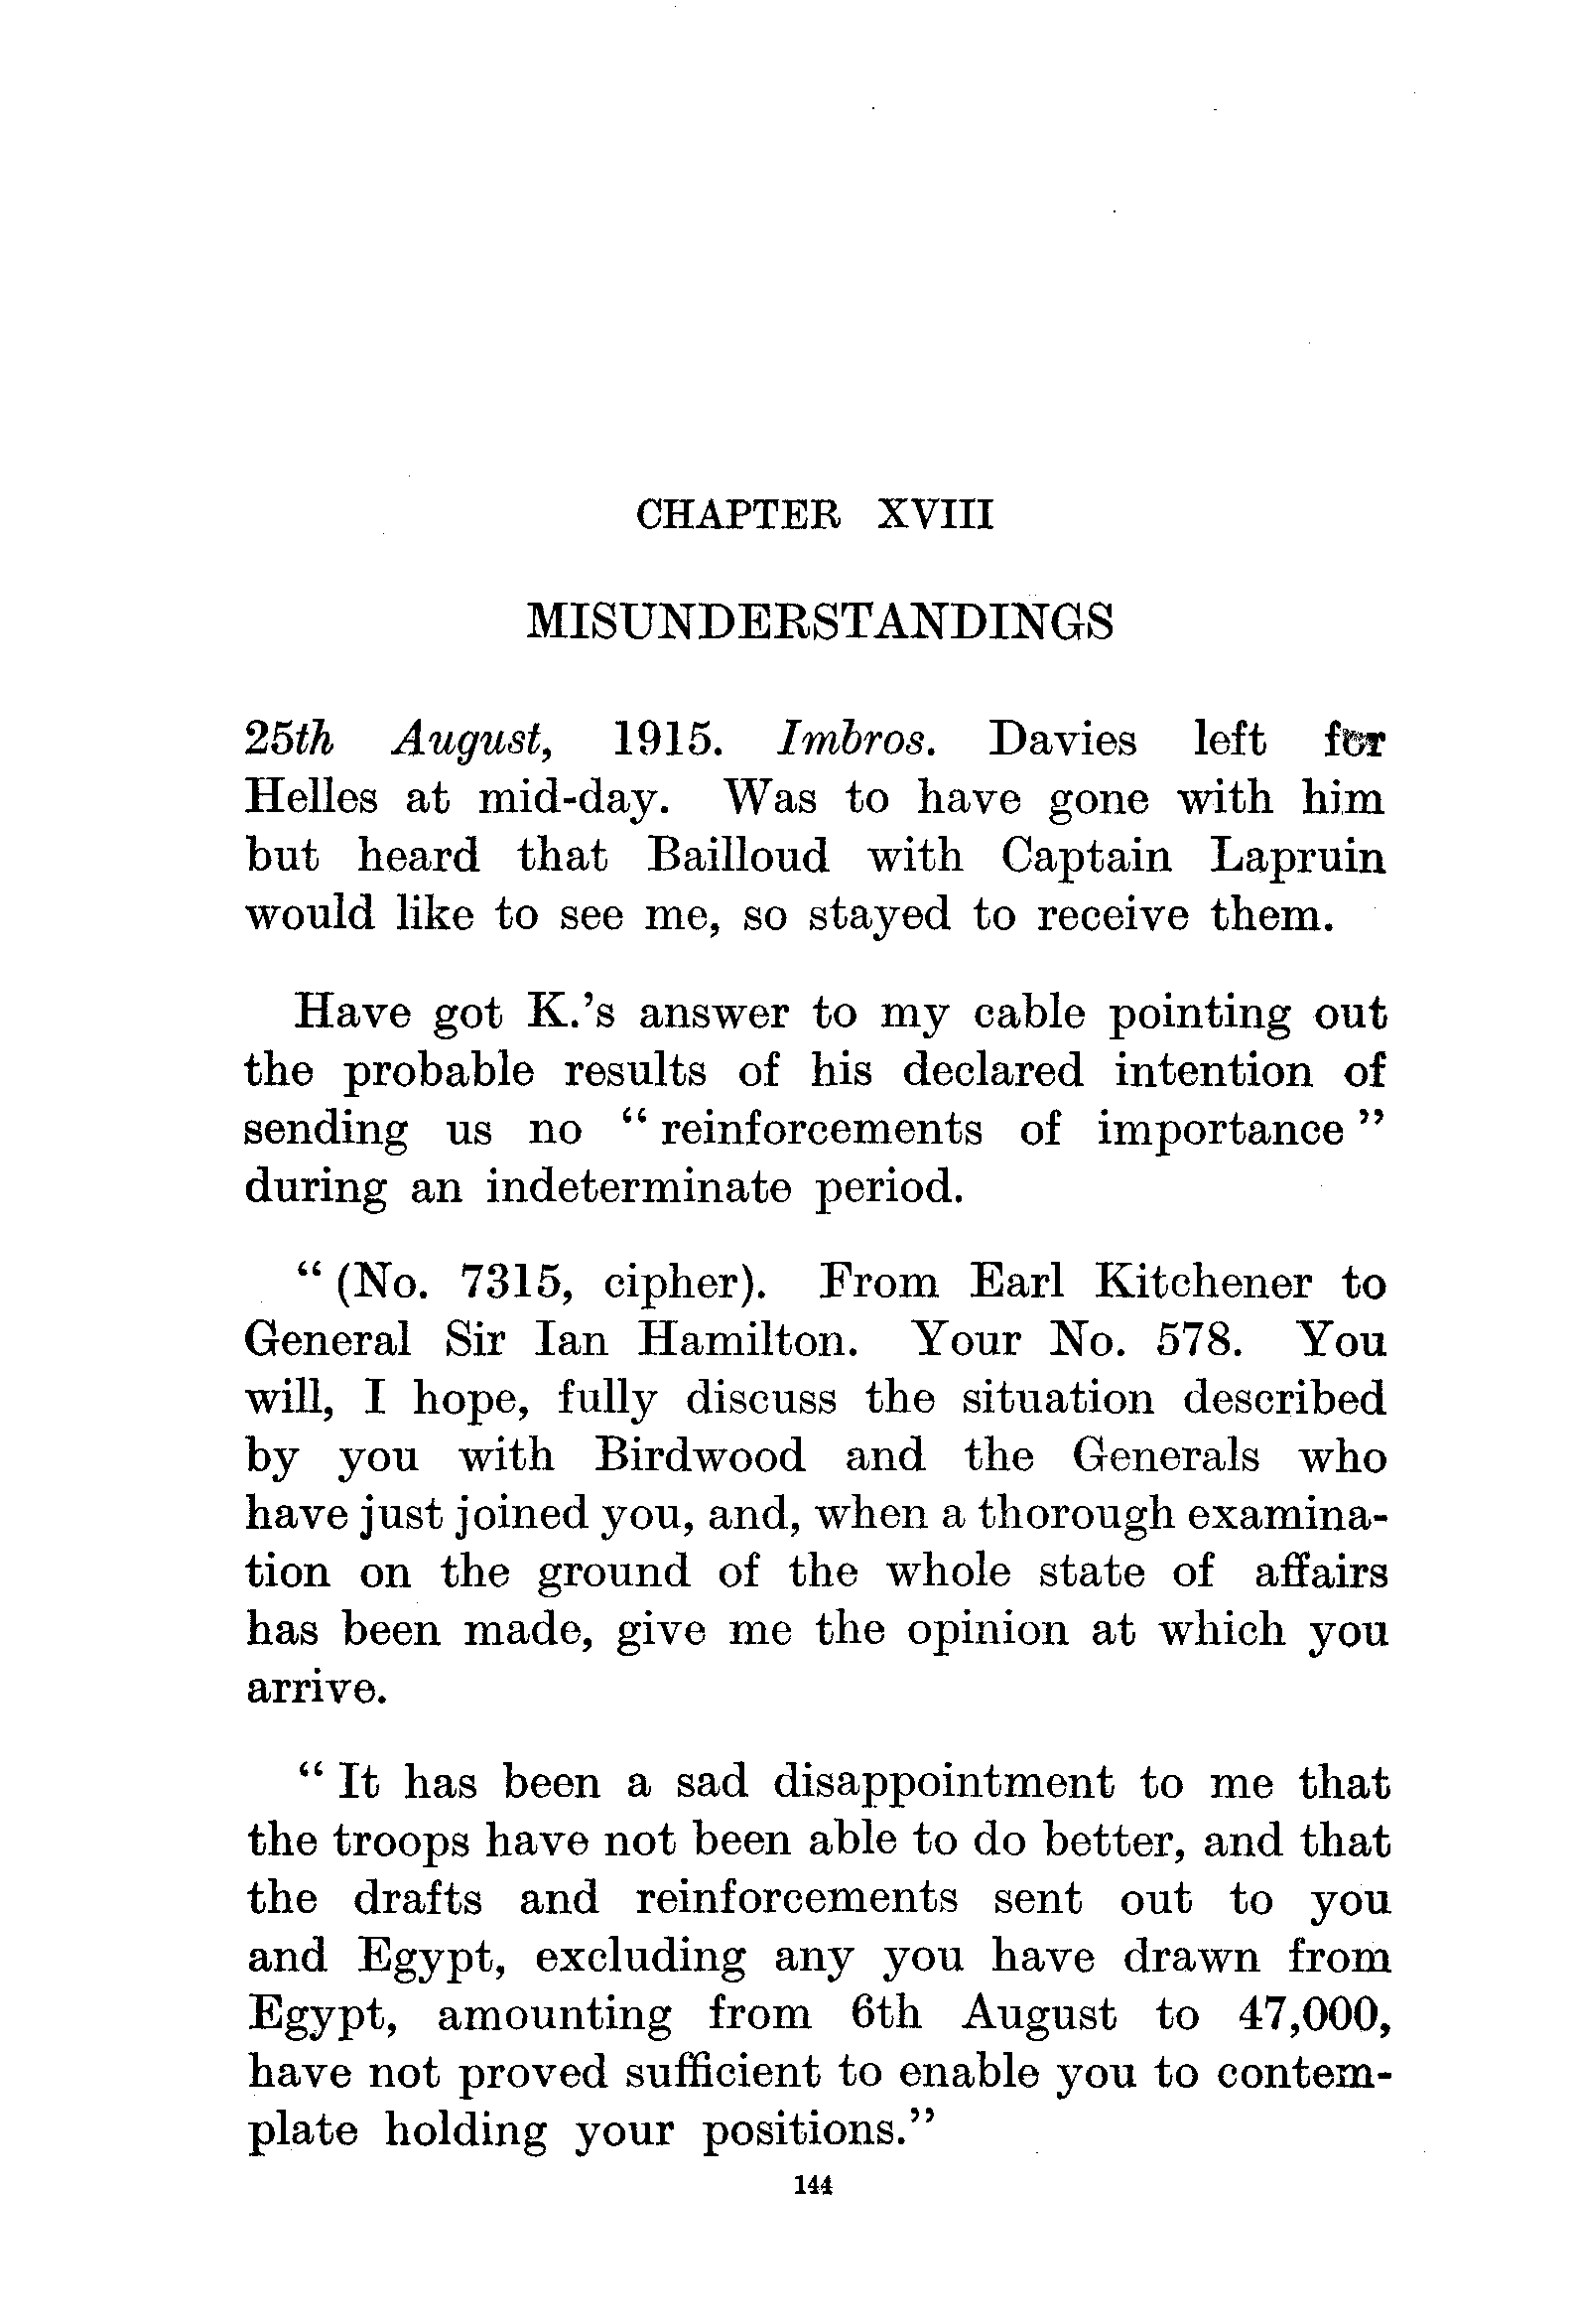 CHAPTER XVIII
MISUNDERSTANDINGS
25th August, 1915. Imbros. Davies left for
Helles at mid-day. Was to have gone with him
but heard that Bailloud with Captain Lapruin
would like to see me, so stayed to receive them.
Have got K.'s answer to my cable pointing out
the probable results of his declared intention of
sending us no “ reinforcements of importance ”
during an indeterminate period.
“ (No. 7315, cipher). From Earl Kitchener to
General Sir Ian Hamilton. Your No. 578. You
will, I hope, fully discuss the situation described
by you with Birdwood and the Generals who
have just joined you, and, when a thorough examina-
tion on the ground of the whole state of affairs
has been made, give me the opinion at which you
arrive.
“ It has been a sad disappointment to me that
the troops have not been able to do better, and that
the drafts and reinforcements sent out to you
and Egypt, excluding any you have drawn from
Egypt, amounting from 6th August to 47,000,
have not proved sufficient to enable you to contem-
plate holding your positions.”
144